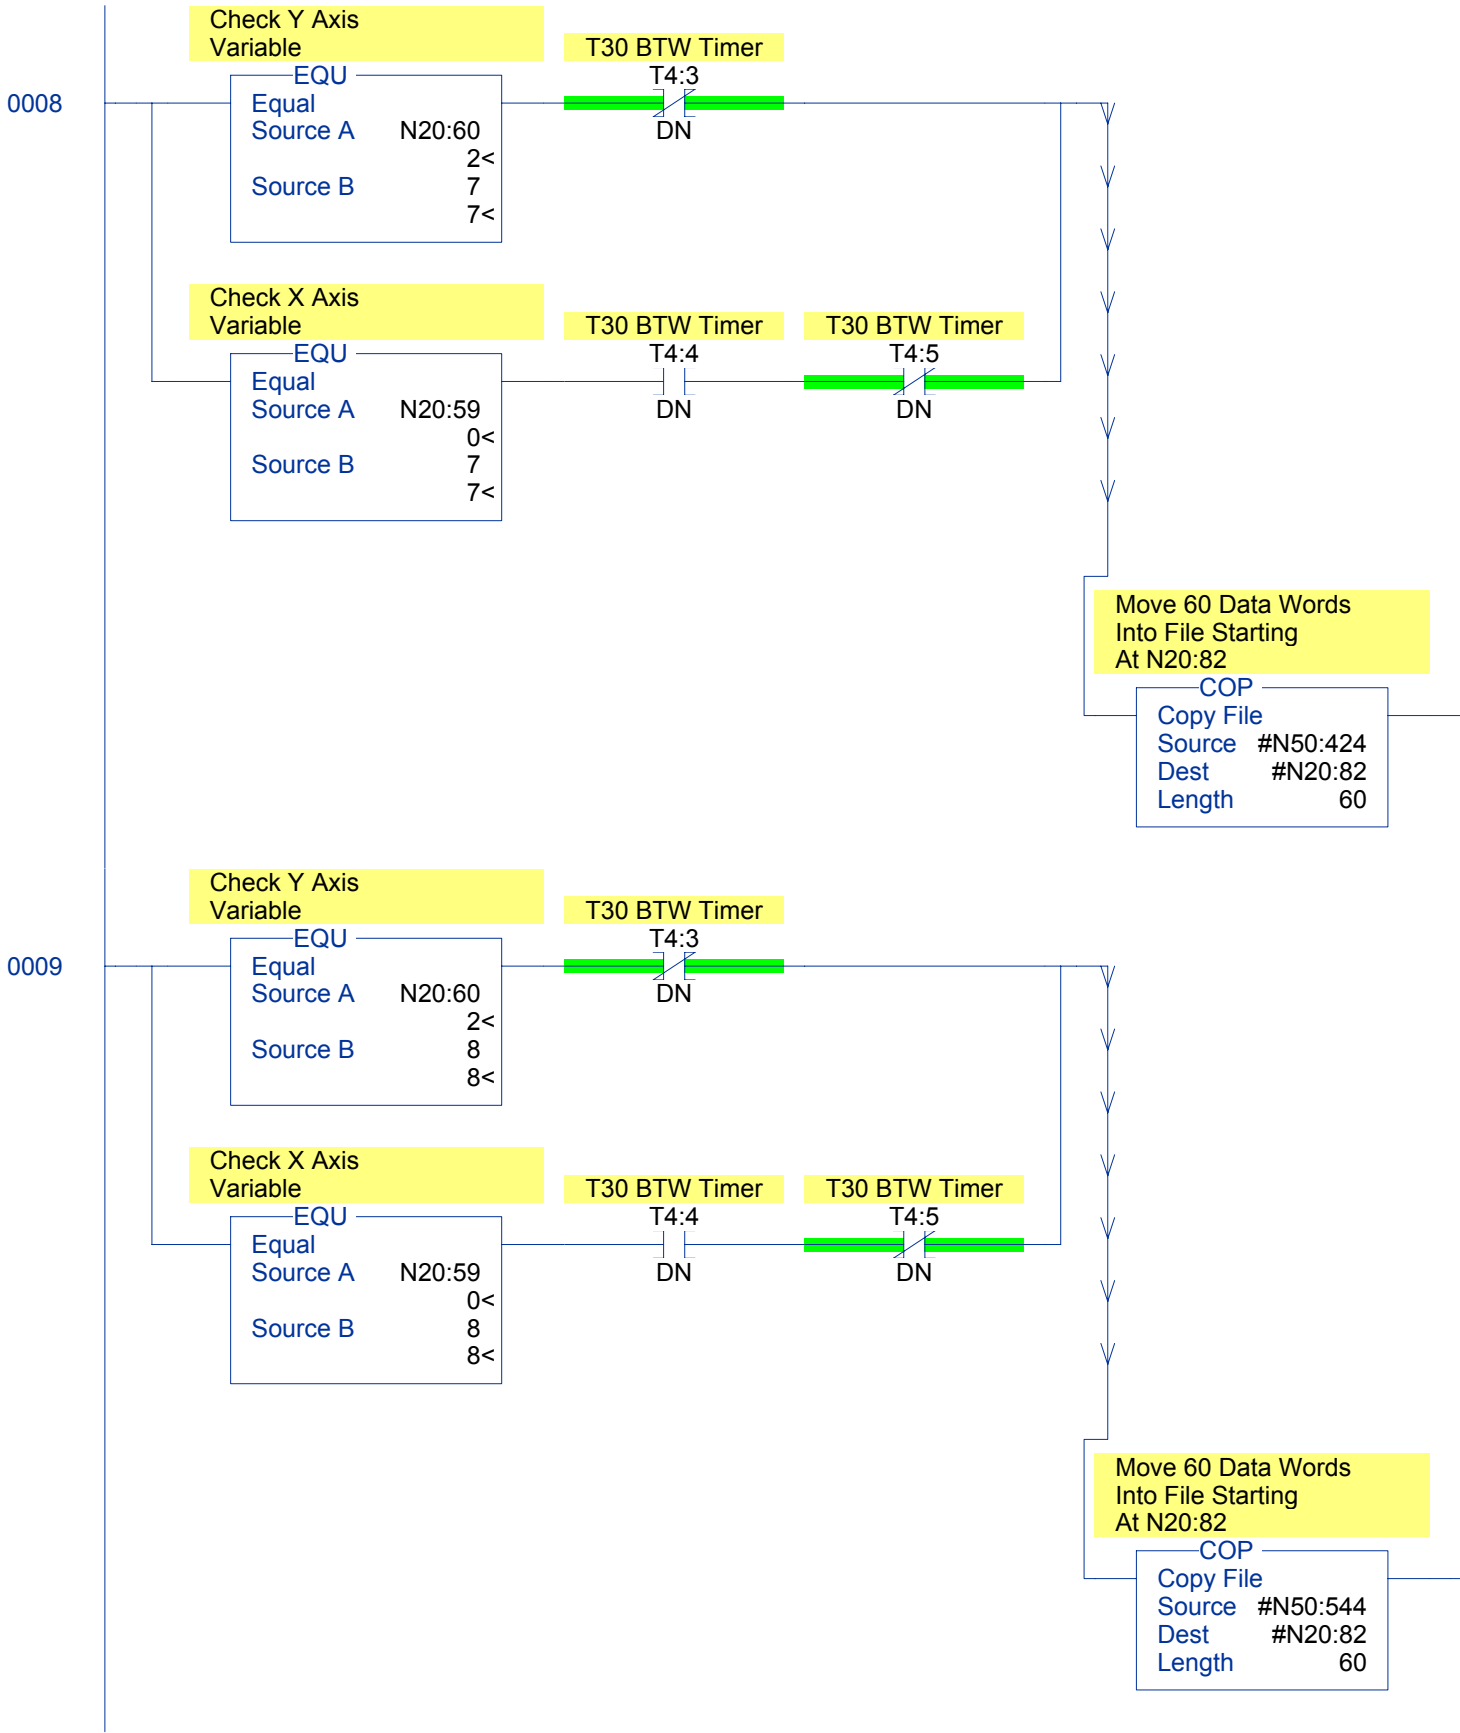 Check Y Axis
Variable
T30 BTW Timer
EQU
T4:3
0008
Equal
Source A N20:60
DN
2<
Source B 7
7<
Check X Axis
Variable
T30 BTW Timer T30 BTW Timer
EQU
T4:4 T4:5
Equal
Source A N20:59
DN DN
0<
Source B 7
7<
Move 60 Data Words
Into File Starting
At N20:82
COP
Copy File
Source #N50:424
Dest #N20:82
Length 60
Check Y Axis
Variable
T30 BTW Timer
EQU
T4:3
0009
Equal
Source A N20:60
DN
2<
Source B 8
8<
Check X Axis
Variable
T30 BTW Timer T30 BTW Timer
EQU
T4:4 T4:5
Equal
Source A N20:59
DN DN
0<
Source B 8
8<
Move 60 Data Words
Into File Starting
At N20:82
COP
Copy File
Source #N50:544
Dest #N20:82
Length 60